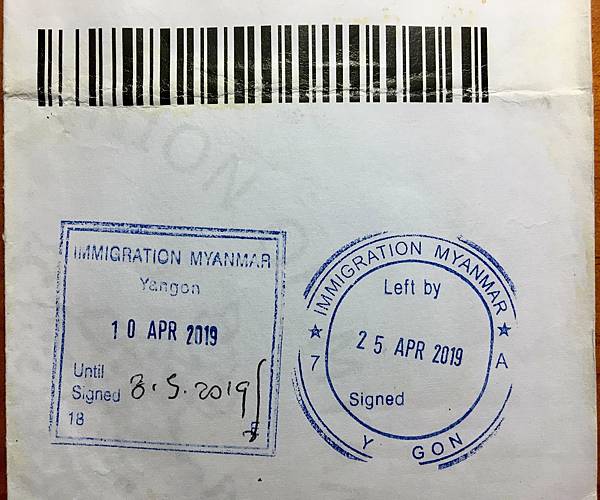 IMMIGRATION MYANMAR
Yangon
10 APR 2019
Until
Signed 8.5.2019
18 E
IMMIGRATION MYANMAR
Left by
25 APR 2019
7 A
Signed
Y GON